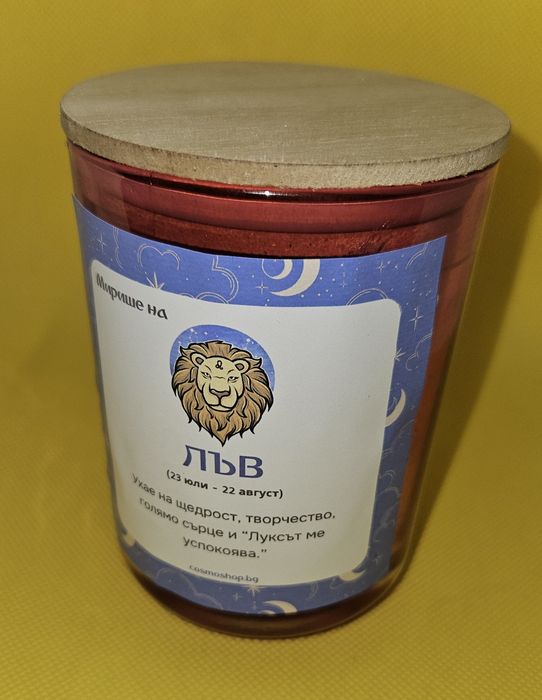 Мирише на
ЛЪВ
(23 юли - 22 август)
Ухае на щедрост, творчество,
голямо сърце и "Луксът ме
успокоява."
cosmoshop.bg